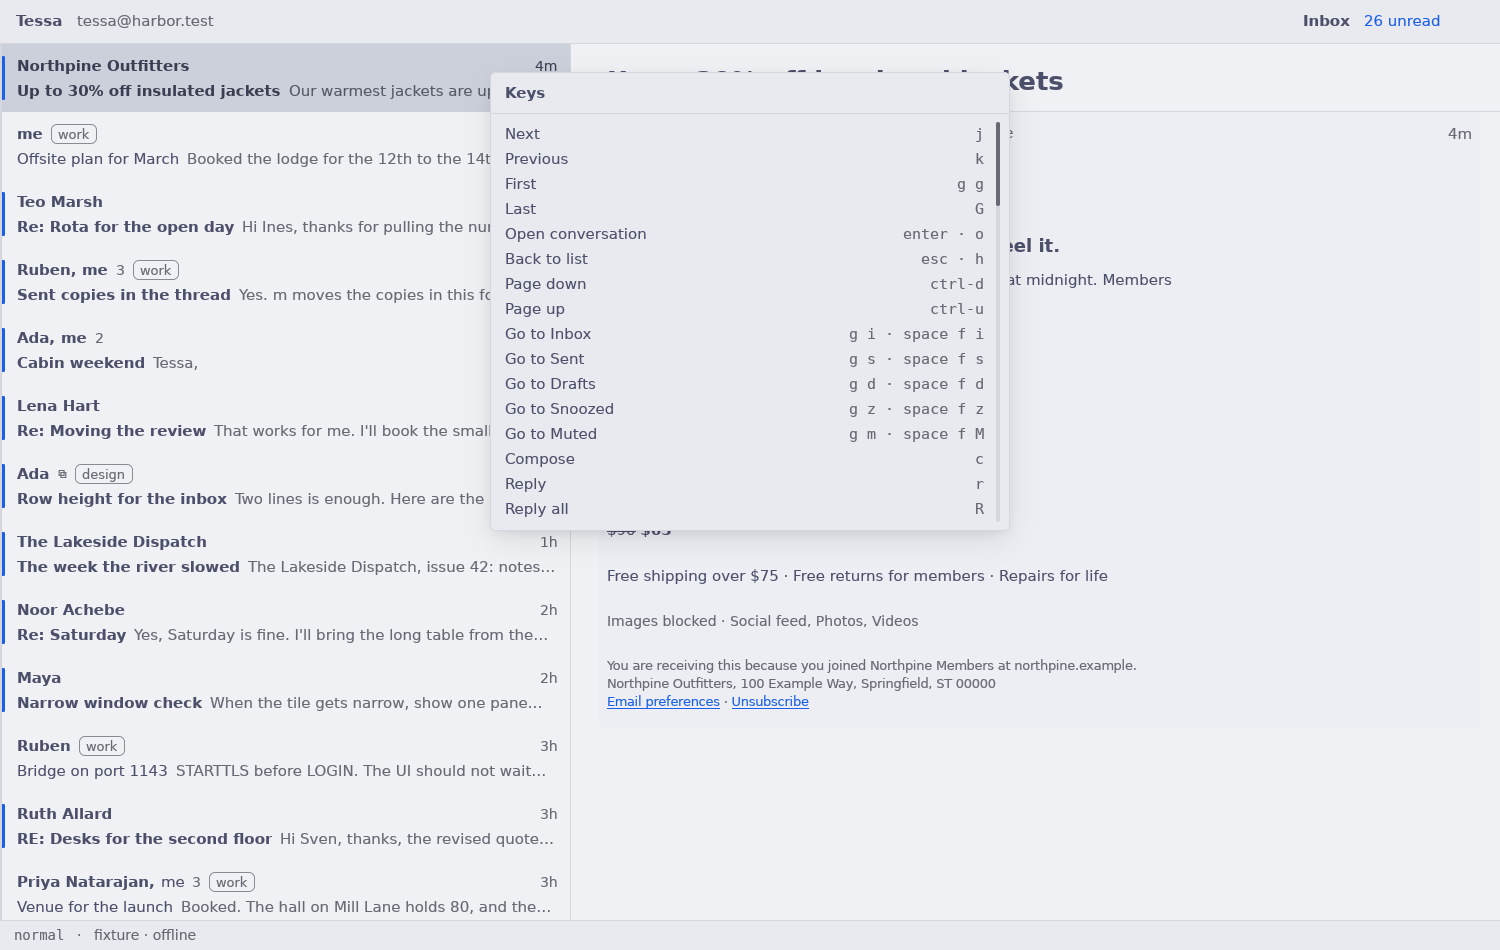 Tessa tessa@harbor.test Inbox 26 unread
Northpine Outfitters 4m
Up to 30% off insulated jackets Our warmest jackets are up
me work
Offsite plan for March Booked the lodge for the 12th to the 14t
Teo Marsh
Re: Rota for the open day Hi Ines, thanks for pulling the nu
Ruben, me 3 work
Sent copies in the thread Yes. m moves the copies in this fo
Ada, me 2
Cabin weekend Tessa,
Lena Hart
Re: Moving the review That works for me. I'll book the small
Ada design
Row height for the inbox Two lines is enough. Here are the
The Lakeside Dispatch 1h
The week the river slowed The Lakeside Dispatch, issue 42: notes…
Noor Achebe 2h
Re: Saturday Yes, Saturday is fine. I'll bring the long table from the…
Maya 2h
Narrow window check When the tile gets narrow, show one pane…
Ruben work 3h
Bridge on port 1143 STARTTLS before LOGIN. The UI should not wait…
Ruth Allard 3h
RE: Desks for the second floor Hi Sven, thanks, the revised quote…
Priya Natarajan, me 3 work 3h
Venue for the launch Booked. The hall on Mill Lane holds 80, and the…
Keys
Next j
Previous k
First g g
Last G
Open conversation enter · o
Back to list esc · h
Page down ctrl-d
Page up ctrl-u
Go to Inbox g i · space f i
Go to Sent g s · space f s
Go to Drafts g d · space f d
Go to Snoozed g z · space f z
Go to Muted g m · space f M
Compose c
Reply r
Reply all R
kets
4m
eel it.
at midnight. Members
Free shipping over $75 · Free returns for members · Repairs for life
Images blocked · Social feed, Photos, Videos
You are receiving this because you joined Northpine Members at northpine.example.
Northpine Outfitters, 100 Example Way, Springfield, ST 00000
Email preferences · Unsubscribe
normal · fixture · offline